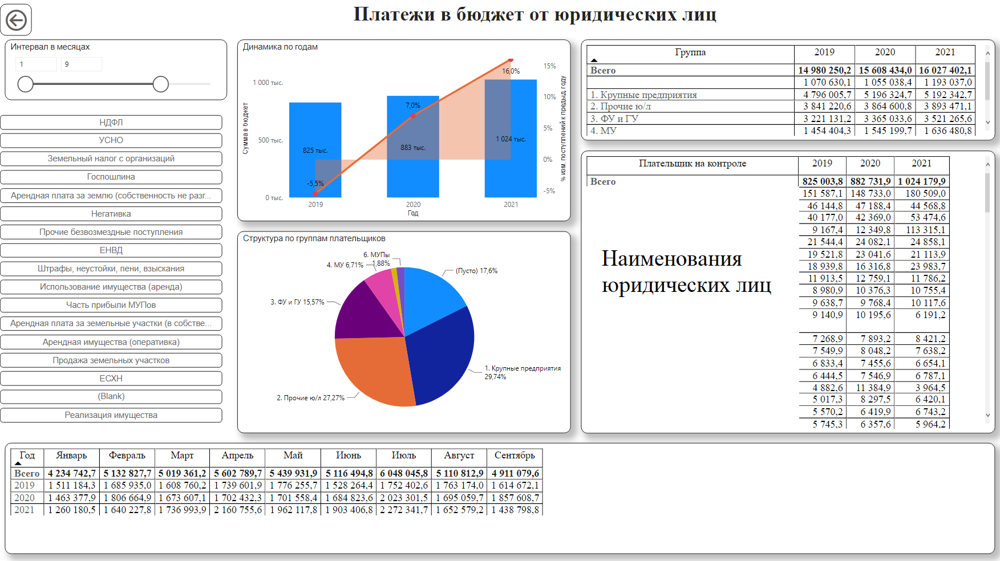 Платежи в бюджет от юридических лиц
Интервал в месяцах
1 9
НДФЛ
УСНО
Земельный налог с организаций
Госпошлина
Арендная плата за землю (собственность не разг...
Негативка
Прочие безвозмездные поступления
ЕНВД
Штрафы, неустойки, пени, взыскания
Использование имущества (аренда)
Часть прибыли МУПов
Арендная плата за земельные участки (в собстве...
Арендная имущества (оперативка)
Продажа земельных участков
ЕСХН
(Blank)
Реализация имущества
Динамика по годам
Сумма в бюджет
1 000 тыс.
500 тыс.
0 тыс.
15%
10%
5%
0%
-5%
% изм. поступлений к предыд. году
825 тыс.
-5,5%
7,0%
883 тыс.
16,0%
1 024 тыс.
2019 2020 2021
Год
Структура по группам плательщиков
6. МУПы
1,88%
4. МУ 6,71%
(Пусто) 17,6%
3. ФУ и ГУ 15,57%
1. Крупные предприятия
29,74%
2. Прочие ю/л 27,27%
Группа 2019 2020 2021
Всего 14 980 250,2 15 608 434,0 16 027 402,1
1 070 630,1 1 055 038,4 1 193 037,0
1. Крупные предприятия 4 796 005,7 5 196 324,7 5 192 342,7
2. Прочие ю/л 3 841 220,6 3 864 600,8 3 893 471,1
3. ФУ и ГУ 3 221 131,2 3 365 033,6 3 521 265,6
4. МУ 1 454 404,3 1 545 199,7 1 636 480,8
Плательщик на контроле 2019 2020 2021
Всего 825 003,8 882 731,9 1 024 179,9
151 587,1 148 733,0 180 509,0
46 144,8 47 188,4 44 568,8
40 177,0 42 369,0 53 474,6
9 167,4 12 349,8 113 315,1
21 544,4 24 082,1 24 858,1
19 521,8 23 041,6 21 113,9
18 939,8 16 316,8 23 983,7
11 913,5 12 759,1 11 786,2
8 980,9 10 376,3 10 755,4
9 638,7 9 768,4 10 117,6
9 140,9 10 195,6 6 191,2
7 268,9 7 893,2 8 421,2
7 549,9 8 048,2 7 638,2
6 833,4 7 455,6 6 654,1
6 444,5 7 546,9 6 787,1
4 882,6 11 384,9 3 964,5
5 017,3 8 297,5 6 420,1
5 570,2 6 419,9 6 743,2
5 745,3 6 357,6 5 964,2
Наименования
юридических лиц
Год Январь Февраль Март Апрель Май Июнь Июль Август Сентябрь
Всего 4 234 742,7 5 132 827,7 5 019 361,2 5 602 789,7 5 439 931,9 5 116 494,8 6 048 045,8 5 110 812,9 4 911 079,6
2019 1 511 184,3 1 685 935,0 1 608 760,2 1 739 601,9 1 776 255,7 1 528 264,4 1 752 402,6 1 763 174,0 1 614 672,1
2020 1 463 377,9 1 806 664,9 1 673 607,1 1 702 432,3 1 701 558,4 1 684 823,6 2 023 301,5 1 695 059,7 1 857 608,7
2021 1 260 180,5 1 640 227,8 1 736 993,9 2 160 755,6 1 962 117,8 1 903 406,8 2 272 341,7 1 652 579,2 1 438 798,8